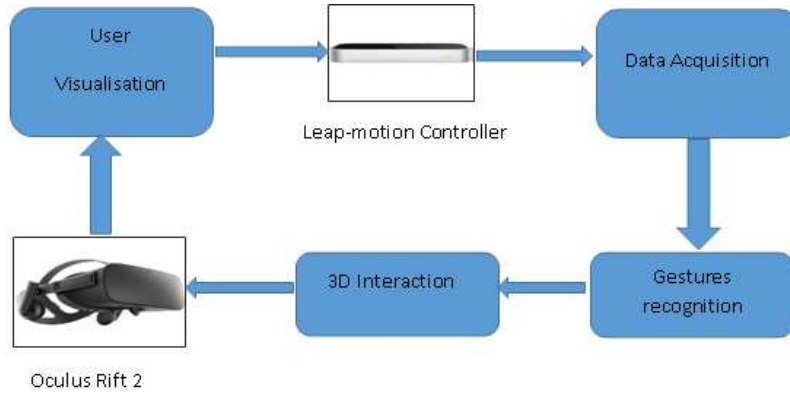 User
Visualisation
Leap-motion Controller
Data Acquisition
3D Interaction
Gestures
recognition
Oculus Rift 2